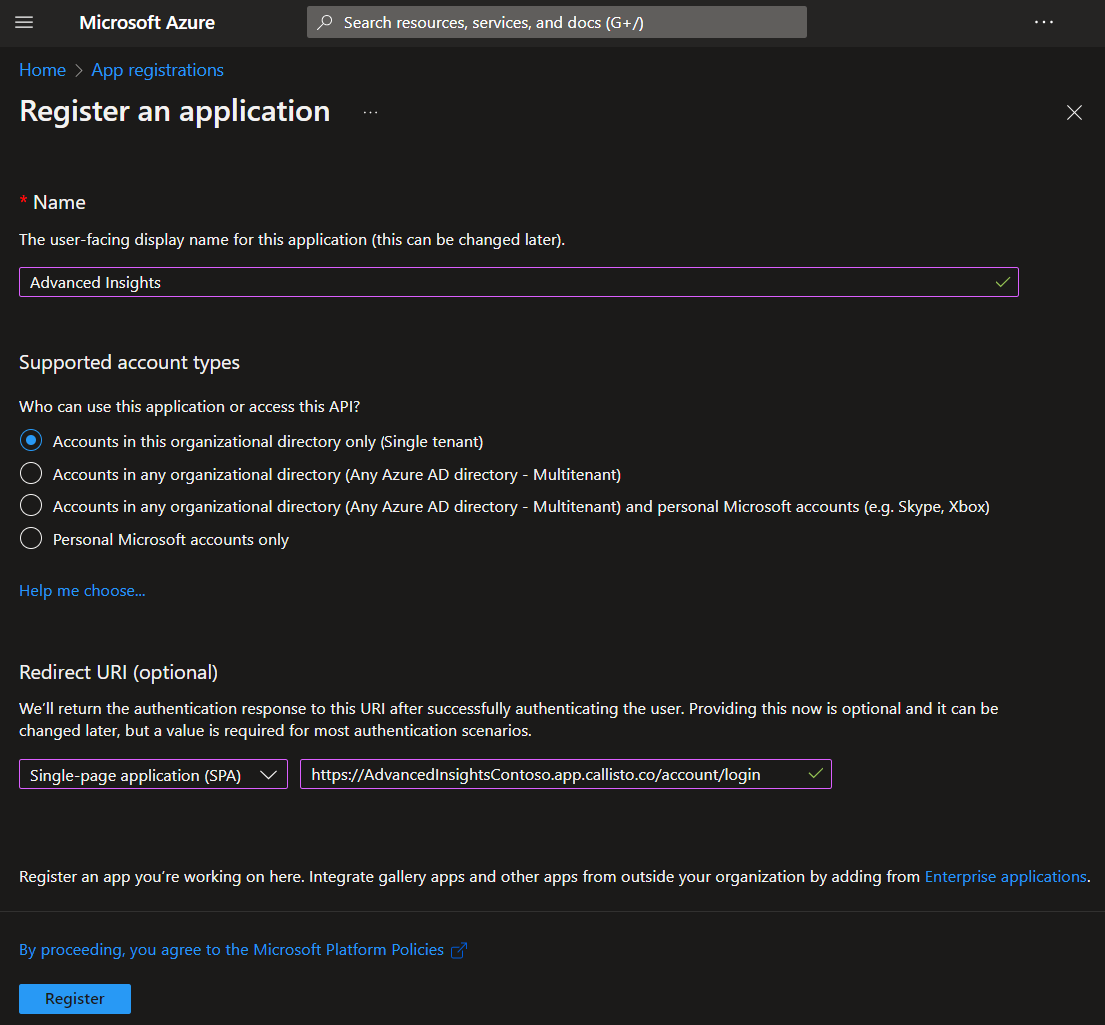 Microsoft Azure
Search resources, services, and docs (G+/)
...
Home > App registrations
Register an application ...
* Name
The user-facing display name for this application (this can be changed later).
Advanced Insights
Supported account types
Who can use this application or access this API?
Accounts in this organizational directory only (Single tenant)
Accounts in any organizational directory (Any Azure AD directory - Multitenant)
Accounts in any organizational directory (Any Azure AD directory - Multitenant) and personal Microsoft accounts (e.g. Skype, Xbox)
Personal Microsoft accounts only
Help me choose...
Redirect URI (optional)
We’ll return the authentication response to this URI after successfully authenticating the user. Providing this now is optional and it can be
changed later, but a value is required for most authentication scenarios.
Single-page application (SPA)
https://AdvancedInsightsContoso.app.callisto.co/account/login
Register an app you’re working on here. Integrate gallery apps and other apps from outside your organization by adding from Enterprise applications.
By proceeding, you agree to the Microsoft Platform Policies
Register